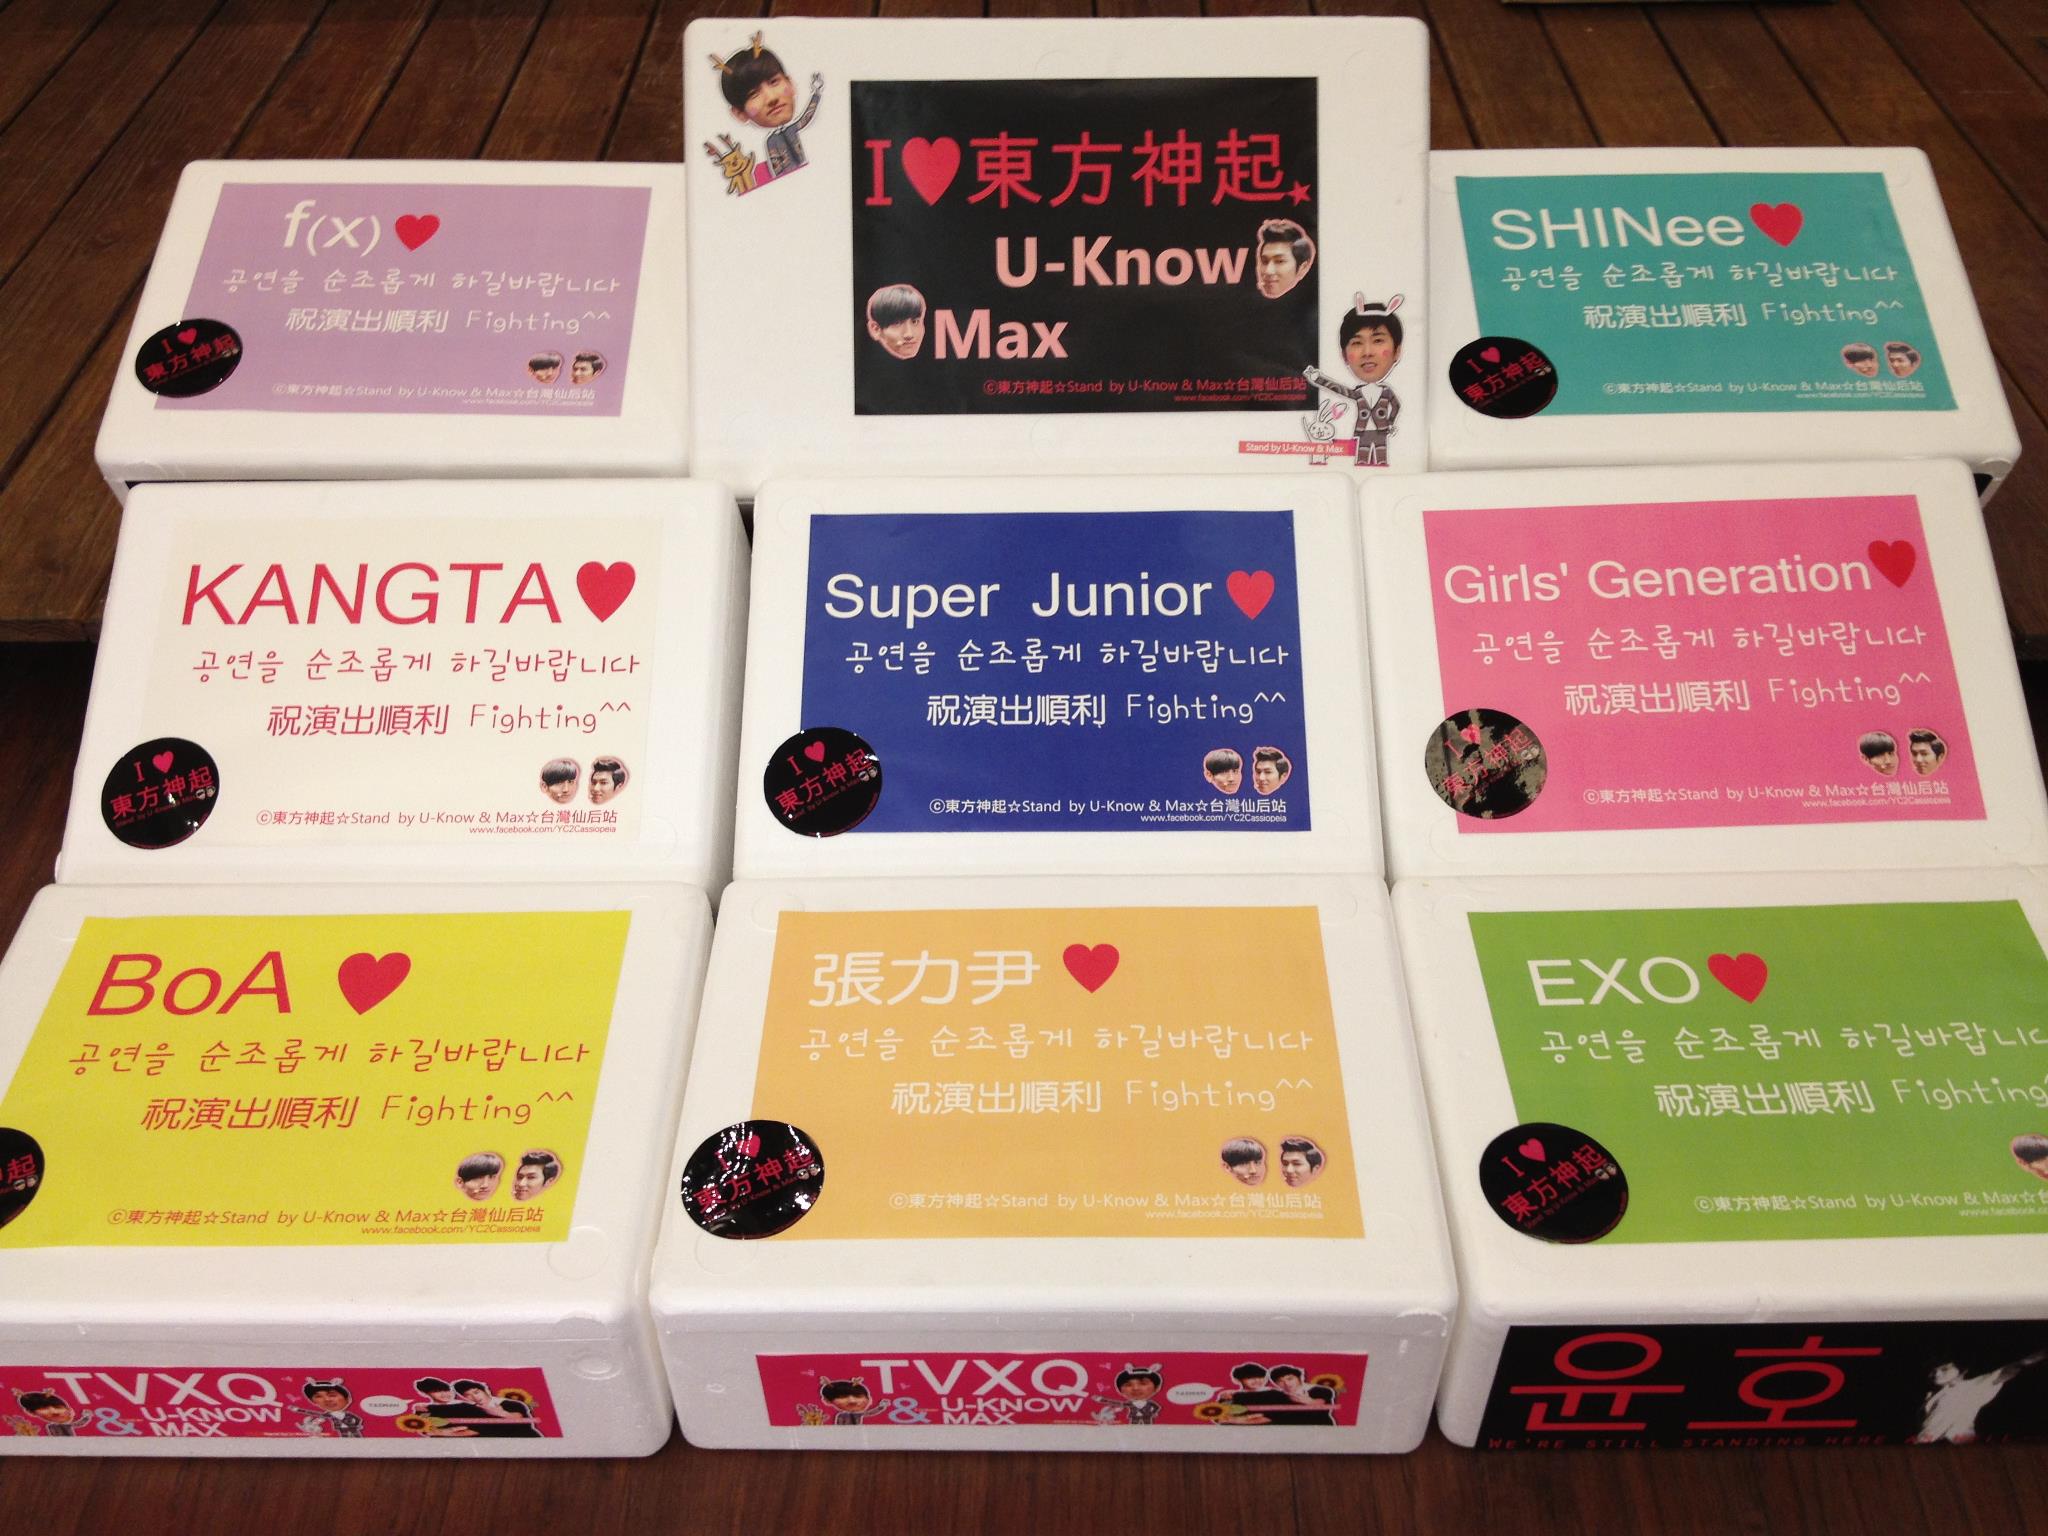 I♥東方神起★
U-Know
Max
ⓒ東方神起☆Stand by U-Know & Max☆台灣仙后站
www.facebook.com/YC2Cassiopeia
Stand by U-Know & Max
f(x)♥
공연을 순조롭게 하길바랍니다
祝演出順利 Fighting^^
ⓒ東方神起☆Stand by U-Know & Max☆台灣仙后站
www.facebook.com/YC2Cassiopeia
I♥
東方神起
SHINee♥
공연을 순조롭게 하길바랍니다
祝演出順利 Fighting^^
ⓒ東方神起☆Stand by U-Know & Max☆台灣仙后站
www.facebook.com/YC2Cassiopeia
I♥
東方神起
KANGTA♥
공연을 순조롭게 하길바랍니다
祝演出順利 Fighting^^
ⓒ東方神起☆Stand by U-Know & Max☆台灣仙后站
www.facebook.com/YC2Cassiopeia
I♥
東方神起
Stand by U-Know & Max
Super Junior♥
공연을 순조롭게 하길바랍니다
祝演出順利 Fighting^^
ⓒ東方神起☆Stand by U-Know & Max☆台灣仙后站
www.facebook.com/YC2Cassiopeia
I♥
東方神起
Stand by U-Know & Max
Girls' Generation♥
공연을 순조롭게 하길바랍니다
祝演出順利 Fighting^^
ⓒ東方神起☆Stand by U-Know & Max☆台灣仙后站
www.facebook.com/YC2Cassiopeia
I♥
東方神起
BoA ♥
공연을 순조롭게 하길바랍니다
祝演出順利 Fighting^^
ⓒ東方神起☆Stand by U-Know & Max☆台灣仙后站
www.facebook.com/YC2Cassiopeia
神起
張力尹 ♥
공연을 순조롭게 하길바랍니다
祝演出順利 Fighting^^
ⓒ東方神起☆Stand by U-Know & Max☆台灣仙后站
www.facebook.com/YC2Cassiopeia
I♥
東方神起
Stand by U-Know & Max
EXO♥
공연을 순조롭게 하길바랍니다
祝演出順利 Fighting
ⓒ東方神起☆Stand by U-Know & Max☆台灣仙后站
I♥
東方神起
Stand by U-Know & Max
TVXQ
& U-KNOW
MAX
TVXQ
& U-KNOW
MAX
윤호
WE'RE STILL STANDING HERE